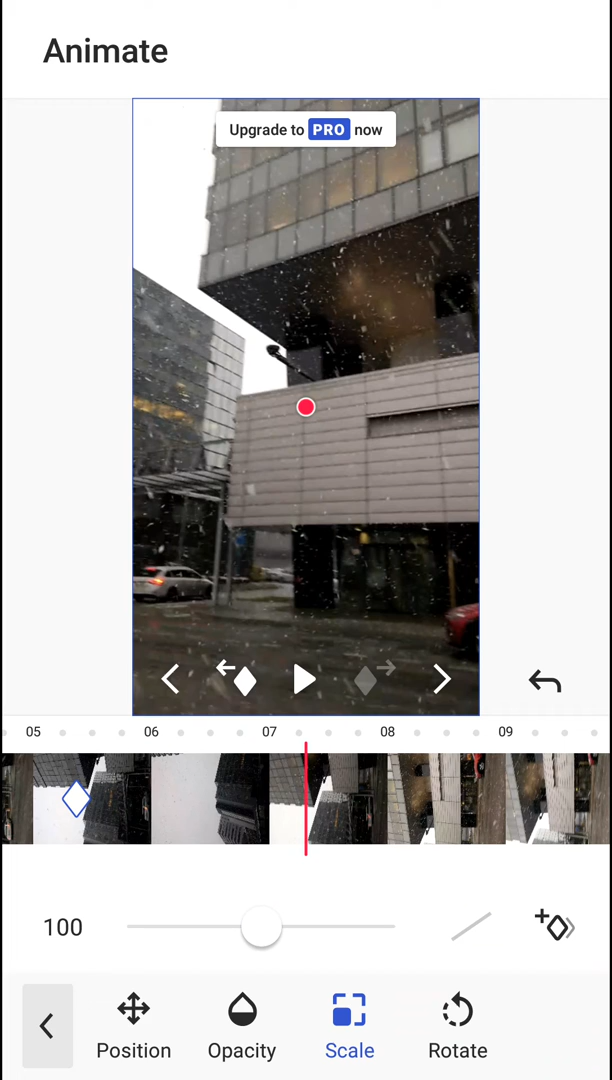 Animate
Upgrade to PRO now
05 06 07 08 09
100
Position Opacity Scale Rotate